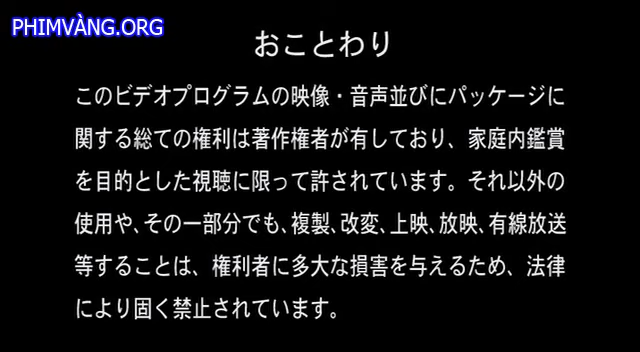 PHIMVÀNG.ORG
おことわり
このビデオプログラムの映像・音声並びにパッケージに
関する総ての権利は著作権者が有しており、家庭内鑑賞
を目的とした視聴に限って許されています。それ以外の
使用や、その一部分でも、複製、改変、上映、放映、有線放送
等することは、権利者に多大な損害を与えるため、法律
により固く禁止されています。